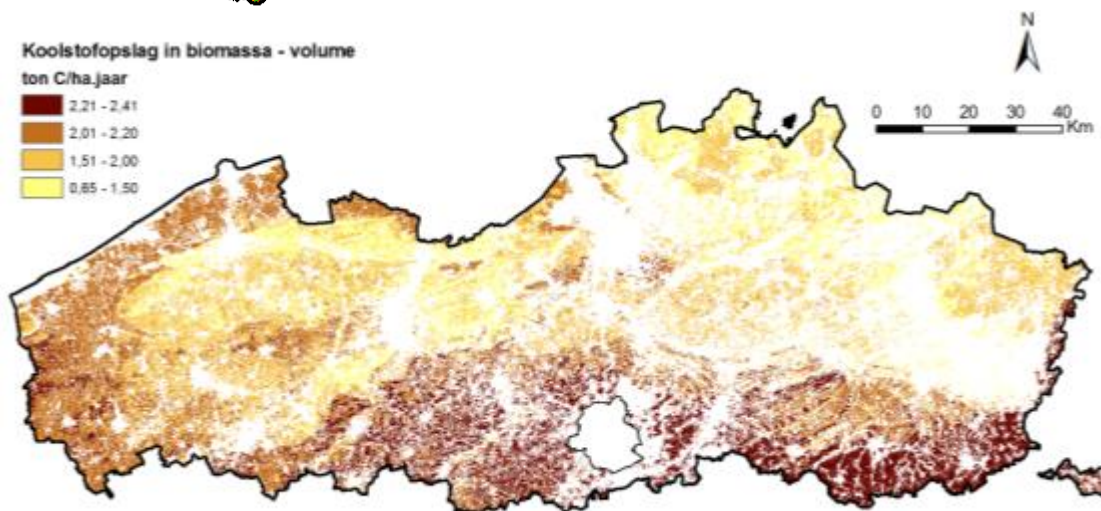 Koolstofopslag in biomassa - volume
ton C/ha.jaar
2,21 - 2,41
2,01 - 2,20
1,51 - 2,00
0,65 - 1,50
N
0 10 20 30 40
Km